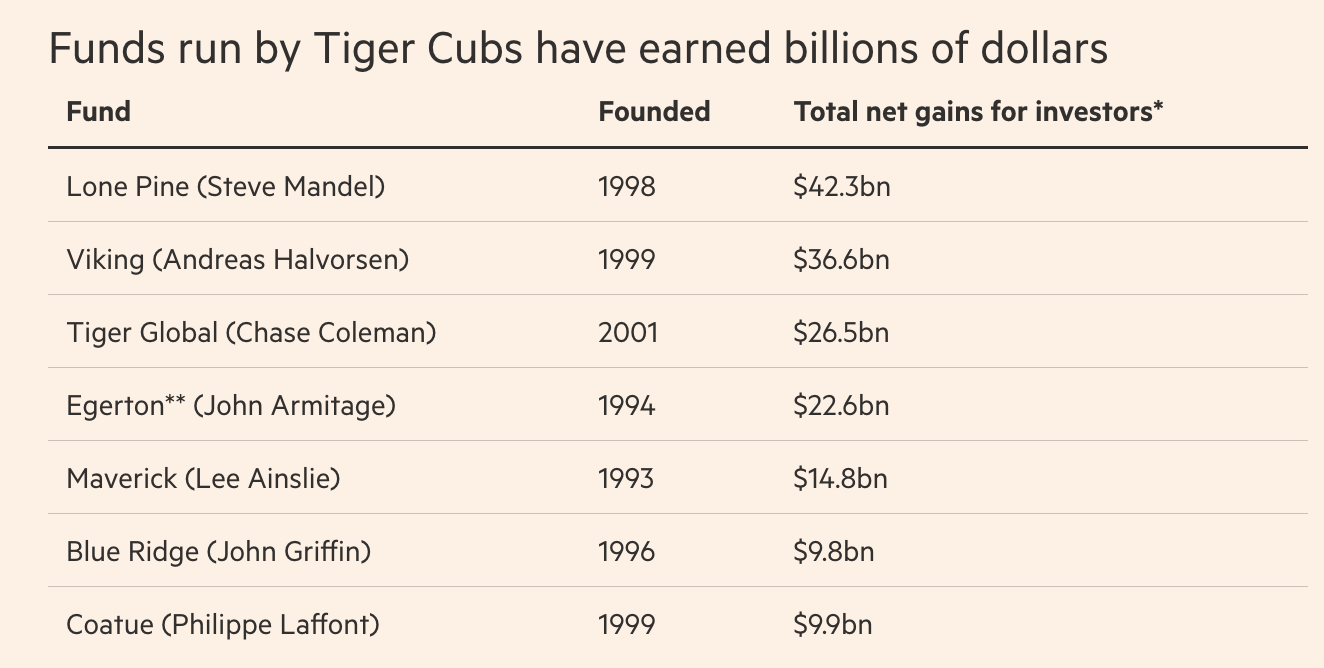 Funds run by Tiger Cubs have earned billions of dollars
Fund Founded Total net gains for investors*
Lone Pine (Steve Mandel) 1998 $42.3bn
Viking (Andreas Halvorsen) 1999 $36.6bn
Tiger Global (Chase Coleman) 2001 $26.5bn
Egerton** (John Armitage) 1994 $22.6bn
Maverick (Lee Ainslie) 1993 $14.8bn
Blue Ridge (John Griffin) 1996 $9.8bn
Coatue (Philippe Laffont) 1999 $9.9bn